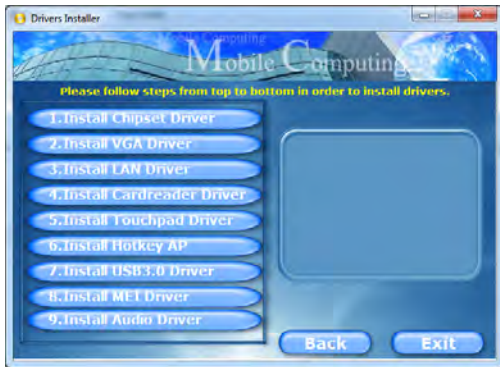 Drivers Installer
Mobile Computing
Mobile Computing
Please follow steps from top to bottom in order to install drivers.
1.Install Chipset Driver
2.Install VGA Driver
3.Install LAN Driver
4.Install Cardreader Driver
5.Install Touchpad Driver
6.Install Hotkey AP
7.Install USB3.0 Driver
8.Install MEI Driver
9.Install Audio Driver
Back
Exit